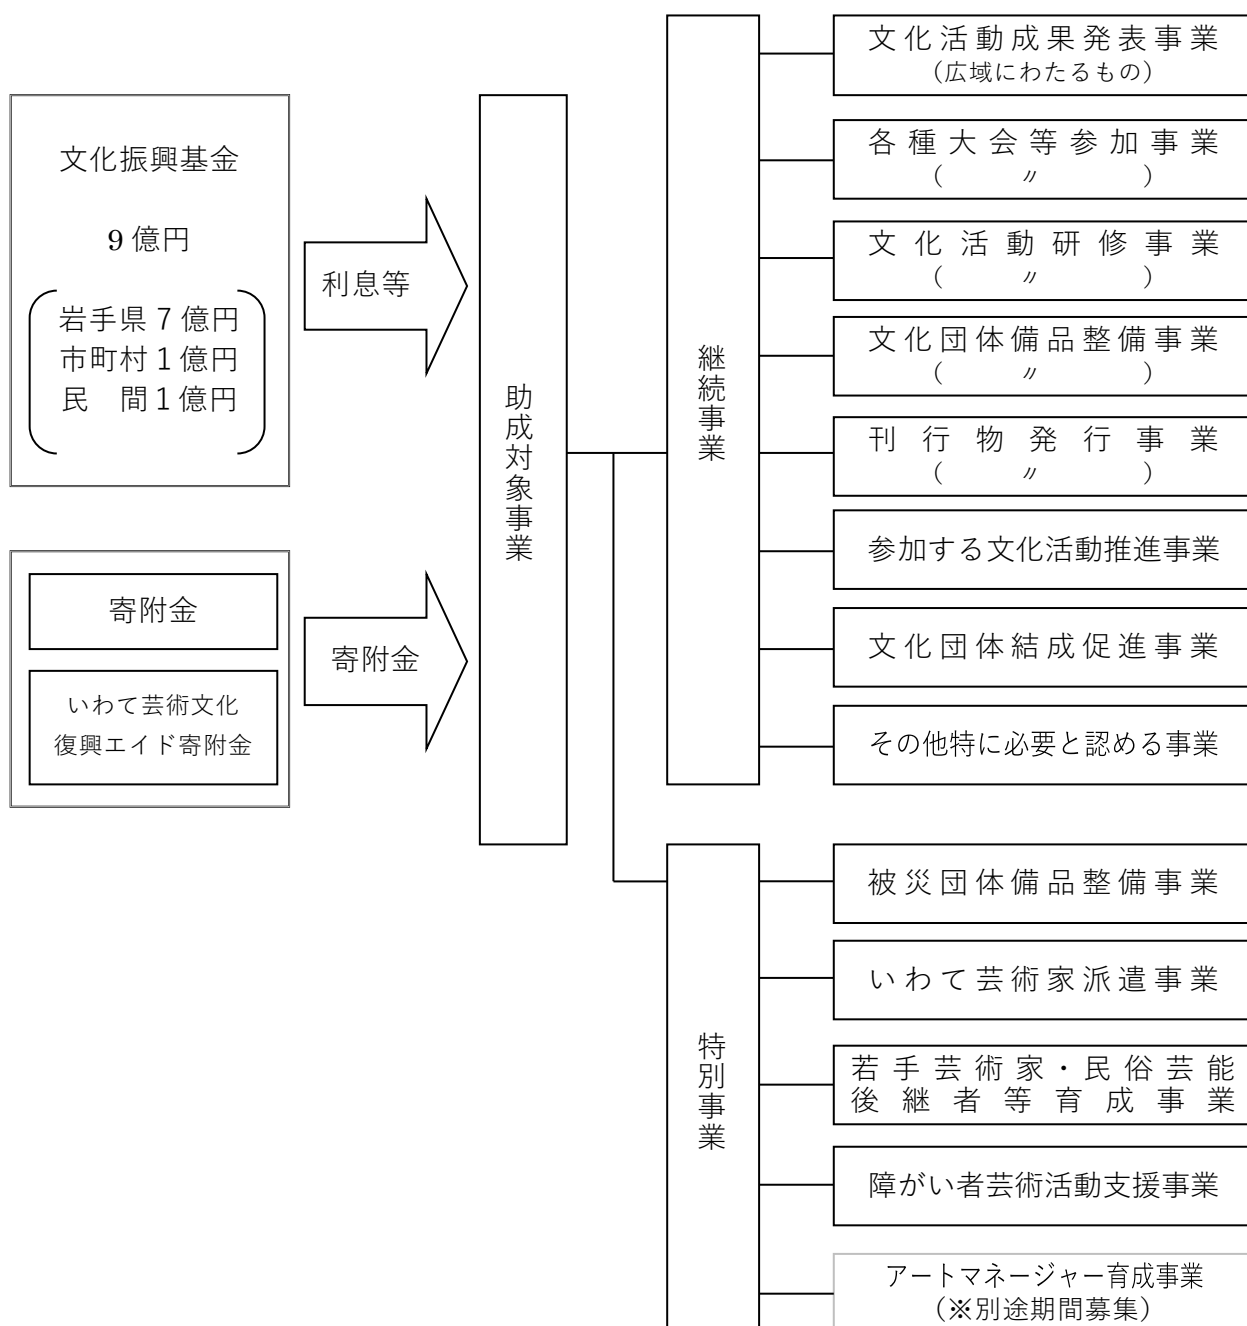 文化振興基金
9億円
岩手県7億円
市町村1億円
民　間1億円
利息等
寄附金
いわて芸術文化
復興エイド寄附金
寄附金
助成対象事業
継続事業
文化活動成果発表事業
（広域にわたるもの）
各種大会等参加事業
（　　〃　　）
文化活動研修事業
（　　〃　　）
文化団体備品整備事業
（　　〃　　）
刊行物発行事業
（　　〃　　）
参加する文化活動推進事業
文化団体結成促進事業
その他特に必要と認める事業
特別事業
被災団体備品整備事業
いわて芸術家派遣事業
若手芸術家・民俗芸能
後継者等育成事業
障がい者芸術活動支援事業
アートマネージャー育成事業
（※別途期間募集）